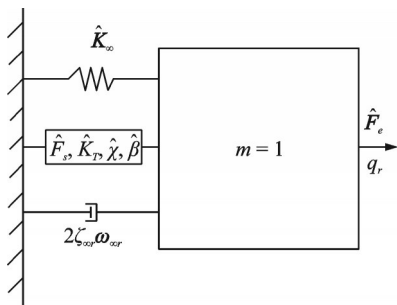 K̂∞
F̂s, K̂T, χ̂, β̂
m = 1
F̂e
qr
2ζ∞rω∞r